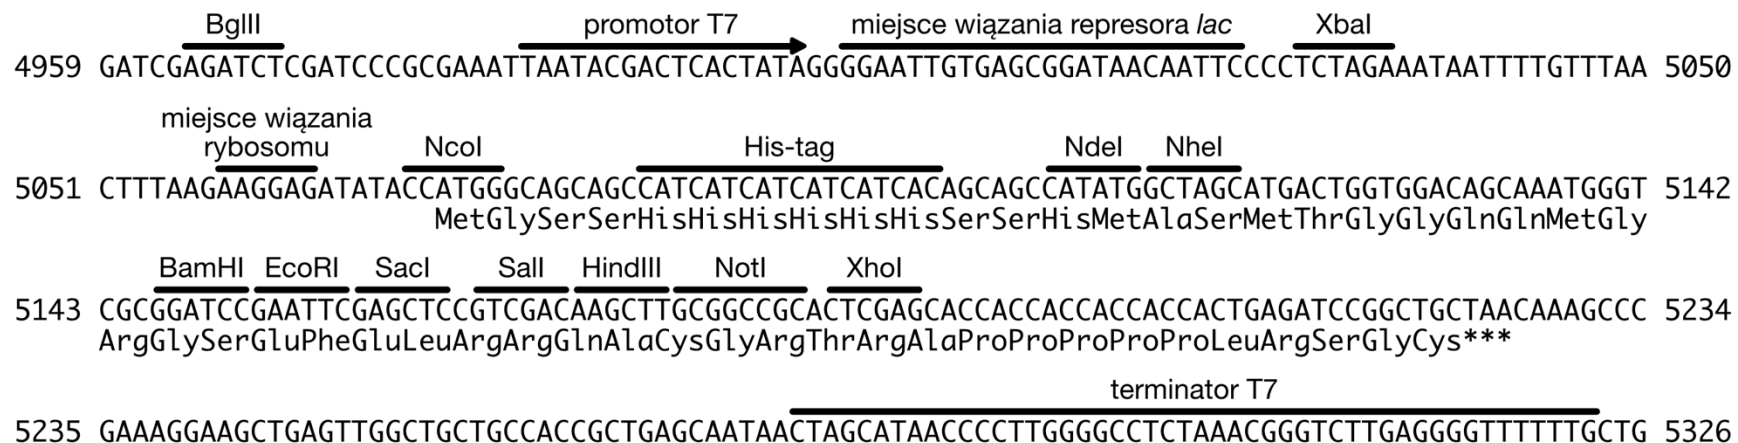 BglII promotor T7 miejsce wiązania represora lac XbaI
4959 GATCGAGATCTCGATCCCGCGAAATTAATACGACTCACTATAGGGGAATTGTGAGCGGATAACAATTCCCCTCTAGAAATAATTTTGTTTAA 5050
miejsce wiązania
rybosomu NcoI His-tag NdeI NheI
5051 CTTTAAGAAGGAGATATACCATGGGCAGCAGCCATCATCATCATCATCACAGCAGCCATATGGCTAGCATGACTGGTGGACAGCAAATGGGT 5142
MetGlySerSerHisHisHisHisHisHisSerSerHisMetAlaSerMetThrGlyGlyGlnGlnMetGly
BamHI EcoRI SacI SalI HindIII NotI XhoI
5143 CGCGGATCCGAATTCGAGCTCCGTCGACAAGCTTGCGGCCGCACTCGAGCACCACCACCACCACCACTGAGATCCGGCTGCTAACAAAGCCC 5234
ArgGlySerGluPheGluLeuArgArgGlnAlaCysGlyArgThrArgAlaProProProProProLeuArgSerGlyCys***
terminator T7
5235 GAAAGGAAGCTGAGTTGGCTGCTGCCACCGCTGAGCAATAACTAGCATAACCCCTTGGGGCCTCTAAACGGGTCTTGAGGGGTTTTTTGCTG 5326